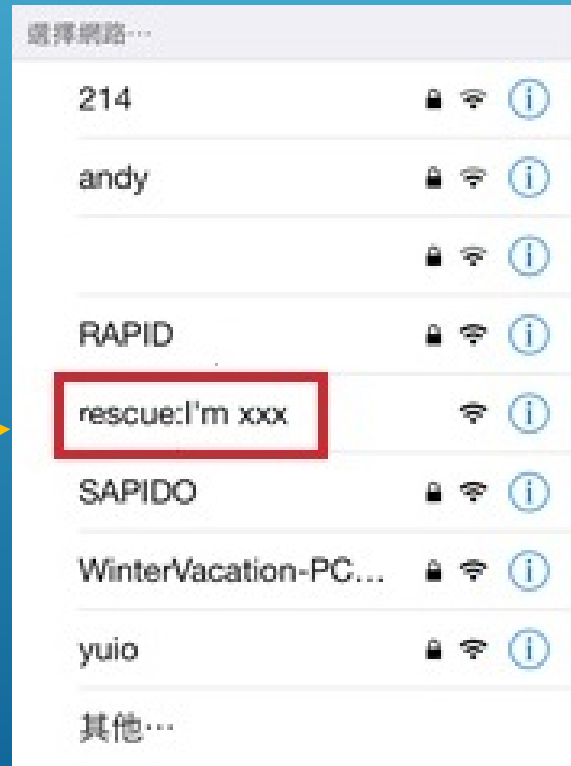 選擇網路⋯
214
andy
RAPID
rescue:I'm xxx
SAPIDO
WinterVacation-PC...
yuio
其他⋯